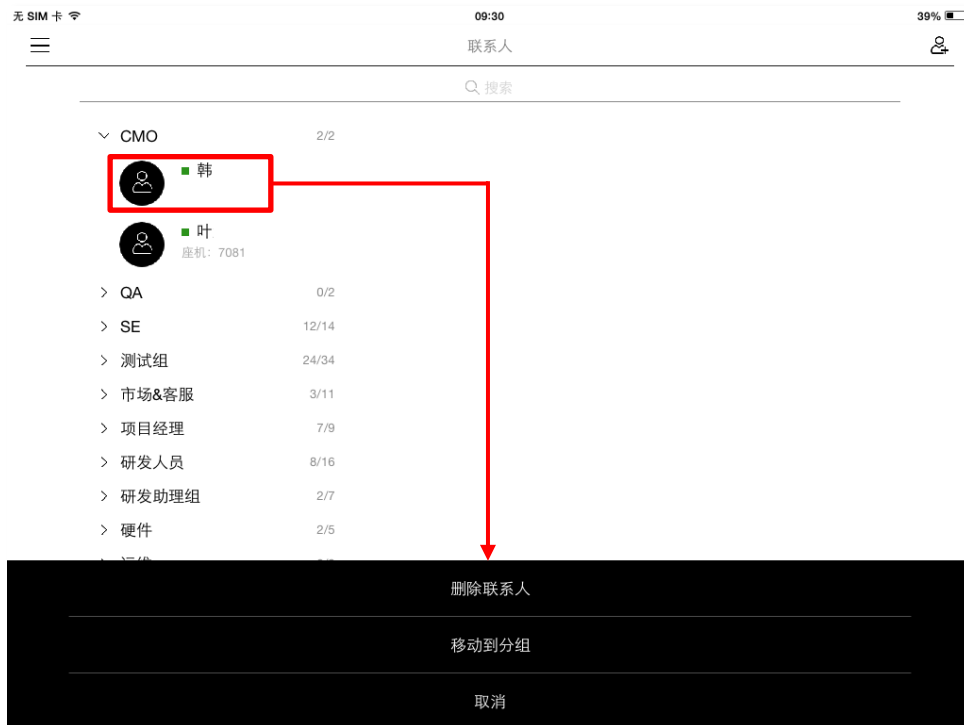 无 SIM 卡 09:30 39%
联系人
搜索
CMO 2/2
韩
叶
座机: 7081
QA 0/2
SE 12/14
测试组 24/34
市场&客服 3/11
项目经理 7/9
研发人员 8/16
研发助理组 2/7
硬件 2/5
删除联系人
移动到分组
取消